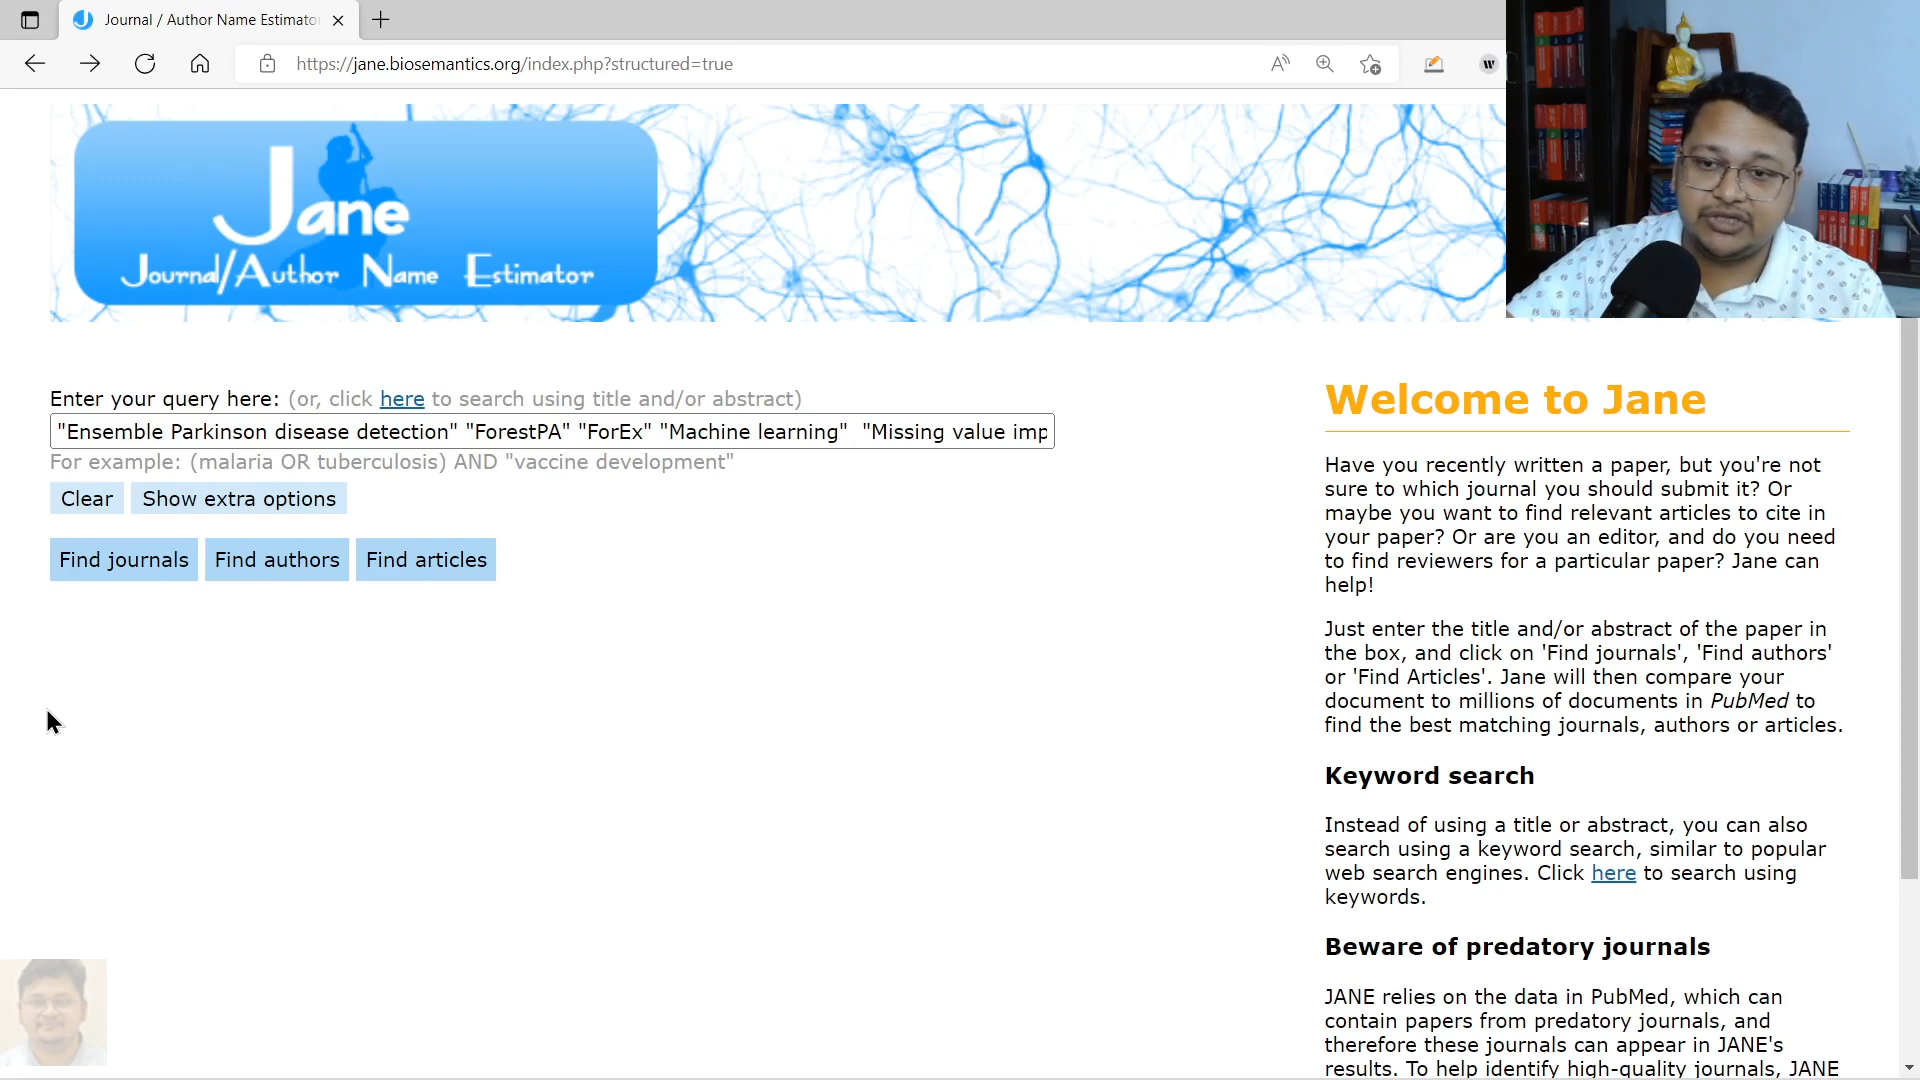 Journal / Author Name Estimato
https://jane.biosemantics.org/index.php?structured=true
Jane
Journal/Author Name Estimator
Enter your query here: (or, click here to search using title and/or abstract)
"Ensemble Parkinson disease detection" "ForestPA" "ForEx" "Machine learning"  "Missing value imp
For example: (malaria OR tuberculosis) AND "vaccine development"
Clear
Show extra options
Find journals
Find authors
Find articles
Welcome to Jane
Have you recently written a paper, but you're not
sure to which journal you should submit it? Or
maybe you want to find relevant articles to cite in
your paper? Or are you an editor, and do you need
to find reviewers for a particular paper? Jane can
help!
Just enter the title and/or abstract of the paper in
the box, and click on 'Find journals', 'Find authors'
or 'Find Articles'. Jane will then compare your
document to millions of documents in PubMed to
find the best matching journals, authors or articles.
Keyword search
Instead of using a title or abstract, you can also
search using a keyword search, similar to popular
web search engines. Click here to search using
keywords.
Beware of predatory journals
JANE relies on the data in PubMed, which can
contain papers from predatory journals, and
therefore these journals can appear in JANE's
results. To help identify high-quality journals, JANE